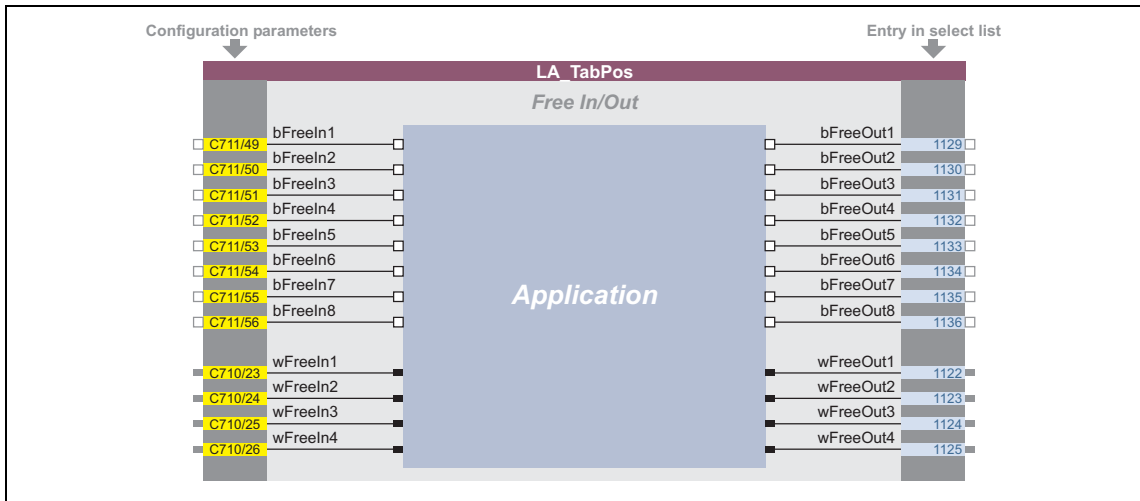 Configuration parameters Entry in select list
LA_TabPos
Free In/Out
bFreeIn1 bFreeOut1
C711/49 1129
bFreeIn2 bFreeOut2
C711/50 1130
bFreeIn3 bFreeOut3
C711/51 1131
bFreeIn4 bFreeOut4
C711/52 1132
bFreeIn5 bFreeOut5
C711/53 1133
bFreeIn6 bFreeOut6
C711/54 1134
bFreeIn7 bFreeOut7
C711/55 1135
Application
bFreeIn8 bFreeOut8
C711/56 1136
wFreeIn1 wFreeOut1
C710/23 1122
wFreeIn2 wFreeOut2
C710/24 1123
wFreeIn3 wFreeOut3
C710/25 1124
wFreeIn4 wFreeOut4
C710/26 1125